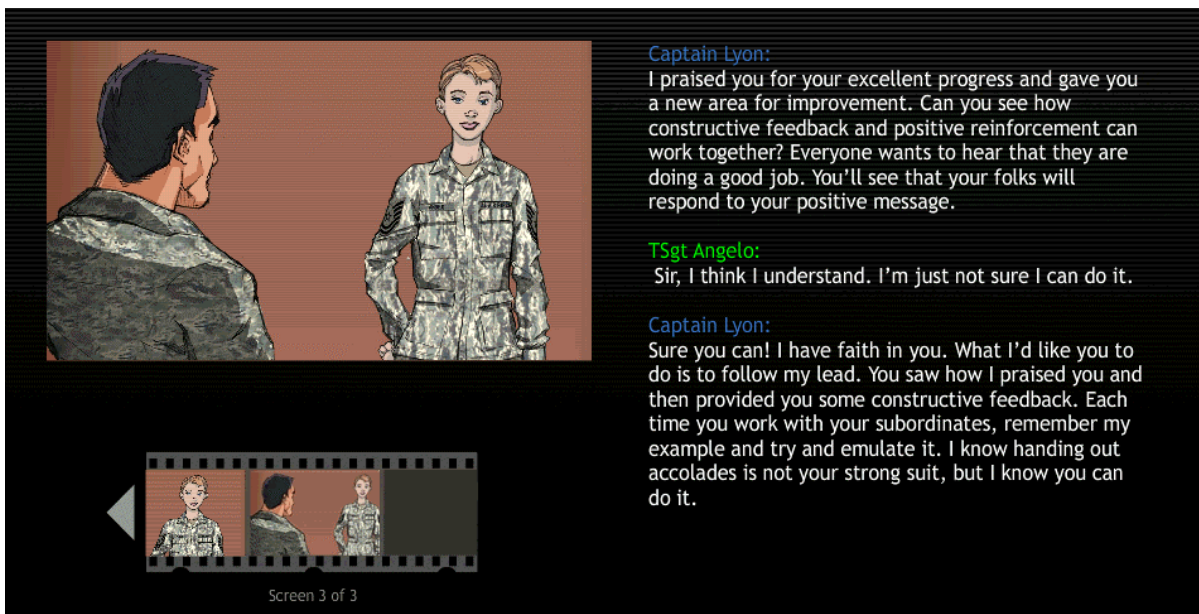 Captain Lyon:
I praised you for your excellent progress and gave you
a new area for improvement. Can you see how
constructive feedback and positive reinforcement can
work together? Everyone wants to hear that they are
doing a good job. You’ll see that your folks will
respond to your positive message.
TSgt Angelo:
Sir, I think I understand. I’m just not sure I can do it.
Captain Lyon:
Sure you can! I have faith in you. What I’d like you to
do is to follow my lead. You saw how I praised you and
then provided you some constructive feedback. Each
time you work with your subordinates, remember my
example and try and emulate it. I know handing out
accolades is not your strong suit, but I know you can
do it.
Screen 3 of 3